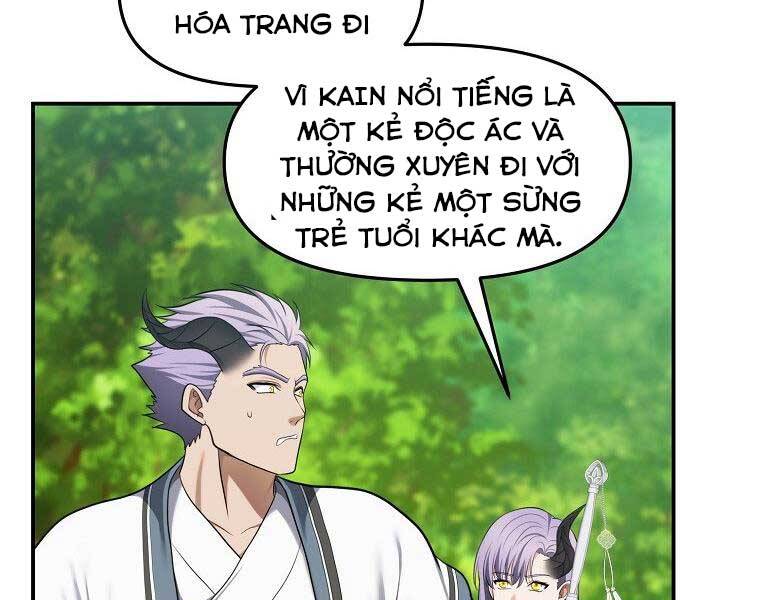 HÓA TRANG ĐI
VÌ KAIN NỔI TIẾNG LÀ
MỘT KẺ ĐỘC ÁC VÀ
THƯỜNG XUYÊN ĐI VỚI
NHỮNG KẺ MỘT SỪNG
TRẺ TUỔI KHÁC MÀ.